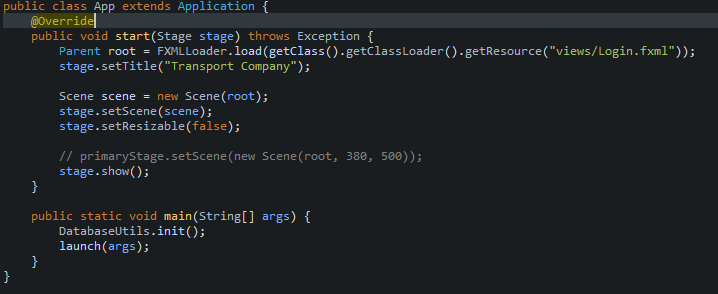 public class App extends Application {
    @Override
    public void start(Stage stage) throws Exception {
        Parent root = FXMLLoader.load(getClass().getClassLoader().getResource("views/Login.fxml"));
        stage.setTitle("Transport Company");

        Scene scene = new Scene(root);
        stage.setScene(scene);
        stage.setResizable(false);

        // primaryStage.setScene(new Scene(root, 380, 500));
        stage.show();
    }

    public static void main(String[] args) {
        DatabaseUtils.init();
        launch(args);
    }
}